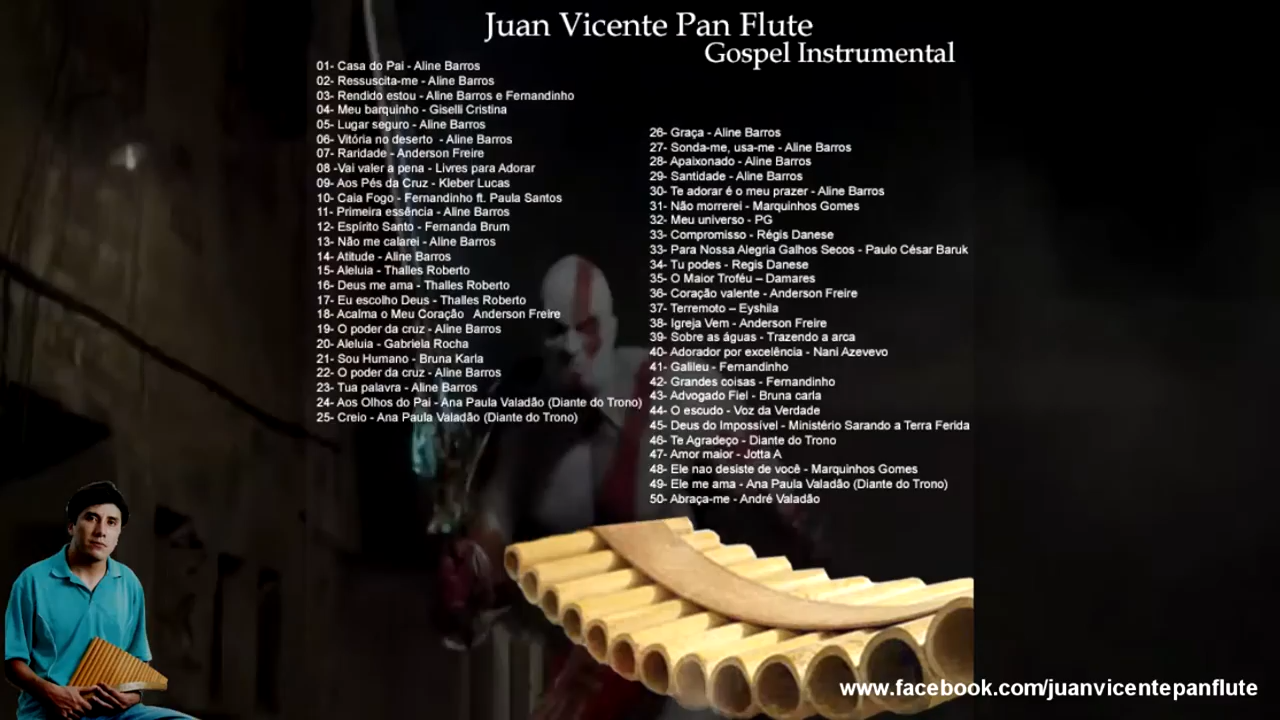 Juan Vicente Pan Flute
Gospel Instrumental
01- Casa do Pai - Aline Barros
02- Ressuscita-me - Aline Barros
03- Rendido estou - Aline Barros e Fernandinho
04- Meu barquinho - Giselli Cristina
05- Lugar seguro - Aline Barros
06- Vitória no deserto - Aline Barros
07- Raridade - Anderson Freire
08 -Vai valer a pena - Livres para Adorar
09- Aos Pés da Cruz - Kleber Lucas
10- Caia Fogo - Fernandinho ft. Paula Santos
11- Primeira essência - Aline Barros
12- Espírito Santo - Fernanda Brum
13- Não me calarei - Aline Barros
14- Atitude - Aline Barros
15- Aleluia - Thalles Roberto
16- Deus me ama - Thalles Roberto
17- Eu escolho Deus - Thalles Roberto
18- Acalma o Meu Coração Anderson Freire
19- O poder da cruz - Aline Barros
20- Aleluia - Gabriela Rocha
21- Sou Humano - Bruna Karla
22- O poder da cruz - Aline Barros
23- Tua palavra - Aline Barros
24- Aos Olhos do Pai - Ana Paula Valadão (Diante do Trono)
25- Creio - Ana Paula Valadão (Diante do Trono)
26- Graça - Aline Barros
27- Sonda-me, usa-me - Aline Barros
28- Apaixonado - Aline Barros
29- Santidade - Aline Barros
30- Te adorar é o meu prazer - Aline Barros
31- Não morrerei - Marquinhos Gomes
32- Meu universo - PG
33- Compromisso - Régis Danese
33- Para Nossa Alegria Galhos Secos - Paulo César Baruk
34- Tu podes - Regis Danese
35- O Maior Troféu – Damares
36- Coração valente - Anderson Freire
37- Terremoto – Eyshila
38- Igreja Vem - Anderson Freire
39- Sobre as águas - Trazendo a arca
40- Adorador por excelência - Nani Azevevo
41- Galileu - Fernandinho
42- Grandes coisas - Fernandinho
43- Advogado Fiel - Bruna carla
44- O escudo - Voz da Verdade
45- Deus do Impossível - Ministério Sarando a Terra Ferida
46- Te Agradeço - Diante do Trono
47- Amor maior - Jotta A
48- Ele nao desiste de você - Marquinhos Gomes
49- Ele me ama - Ana Paula Valadão (Diante do Trono)
50- Abraça-me - André Valadão
www.facebook.com/juanvicentepanflute